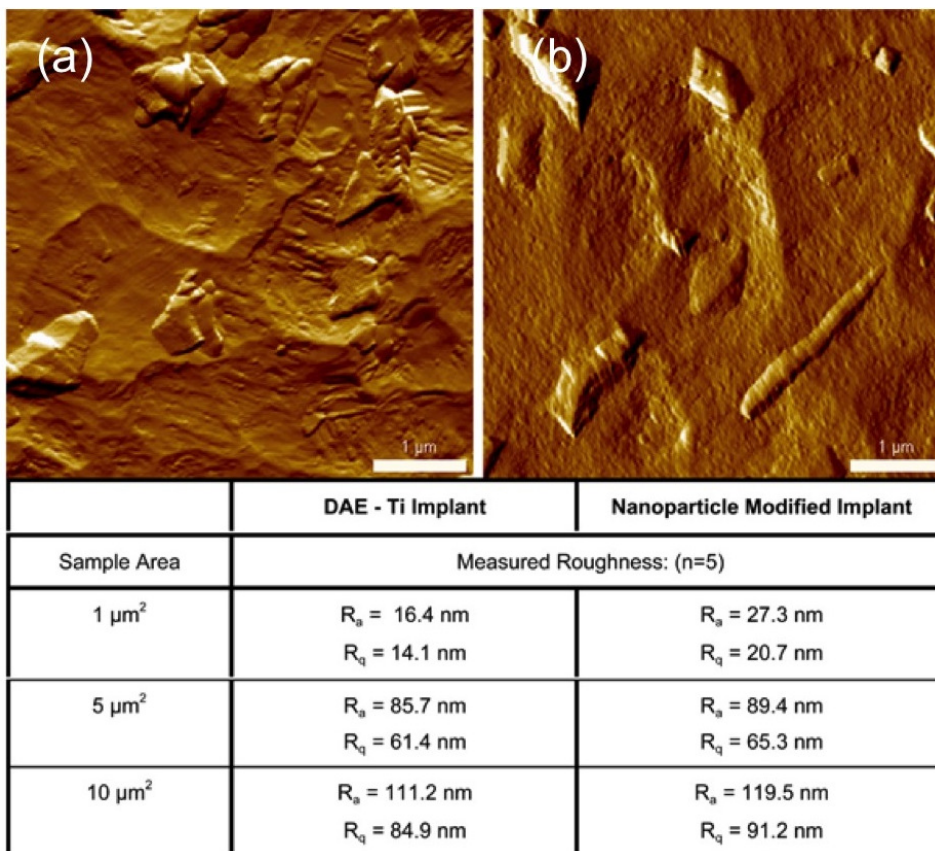 (a)
(b)
1 μm
1 μm
DAE - Ti Implant
Nanoparticle Modified Implant
Sample Area
Measured Roughness: (n=5)
1 μm²
Rₐ = 16.4 nm
R_q = 14.1 nm
Rₐ = 27.3 nm
R_q = 20.7 nm
5 μm²
Rₐ = 85.7 nm
R_q = 61.4 nm
Rₐ = 89.4 nm
R_q = 65.3 nm
10 μm²
Rₐ = 111.2 nm
R_q = 84.9 nm
Rₐ = 119.5 nm
R_q = 91.2 nm